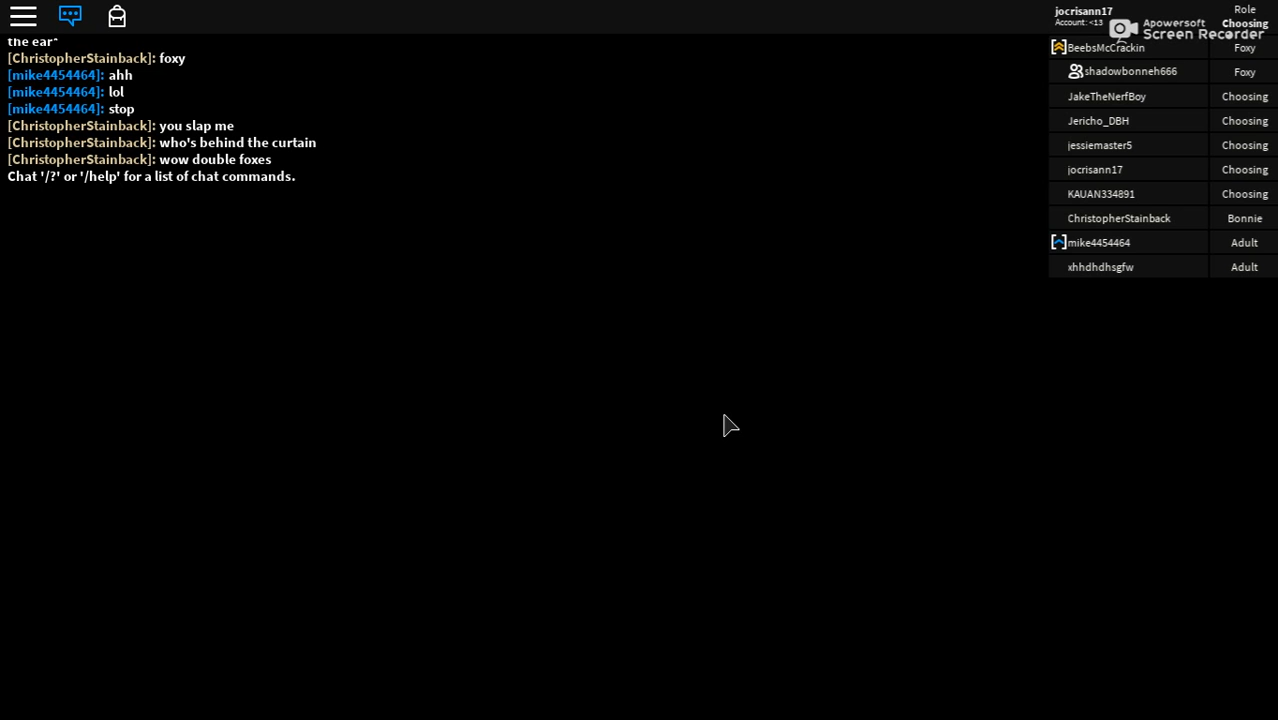 the ear*
[ChristopherStainback]: foxy
[mike4454464]: ahh
[mike4454464]: lol
[mike4454464]: stop
[ChristopherStainback]: you slap me
[ChristopherStainback]: who's behind the curtain
[ChristopherStainback]: wow double foxes
Chat '/?' or '/help' for a list of chat commands.
jocrisann17 Role
Account: <13 Choosing
Apowersoft
Screen Recorder
BeebsMcCrackin Foxy
shadowbonneh666 Foxy
JakeTheNerfBoy Choosing
Jericho_DBH Choosing
jessiemaster5 Choosing
jocrisann17 Choosing
KAUAN334891 Choosing
ChristopherStainback Bonnie
mike4454464 Adult
xhhdhdhsgfw Adult